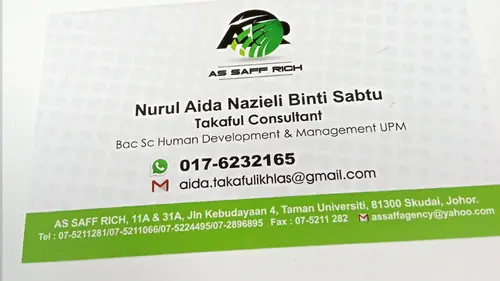 AS SAFF RICH
Nurul Aida Nazieli Binti Sabtu
Takaful Consultant
Bac Sc Human Development & Management UPM
017-6232165
aida.takafulikhlas@gmail.com
AS SAFF RICH, 11A & 31A, Jln Kebudayaan 4, Taman Universiti, 81300 Skudai, Johor.
Tel : 07-5211281/07-5211066/07-5224495/07-2896895 Fax : 07-5211 282 assaffagency@yahoo.com